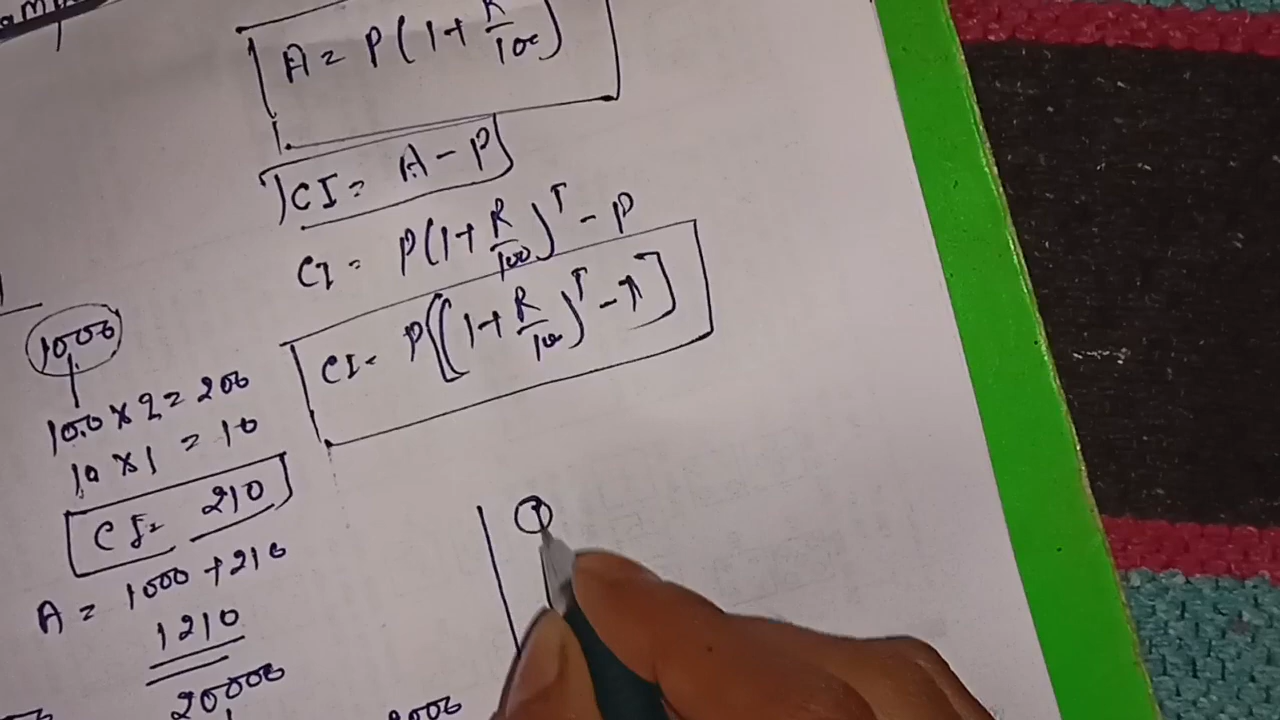 A = P(1+ R/100)
CI = A - P
CI = P(1+ R/100)^T - P
CI = P[(1+ R/100)^T - 1]
1000
100 x 2 = 200
10 x 1 = 10
CI = 210
A = 1000 + 210
1210
20000
P